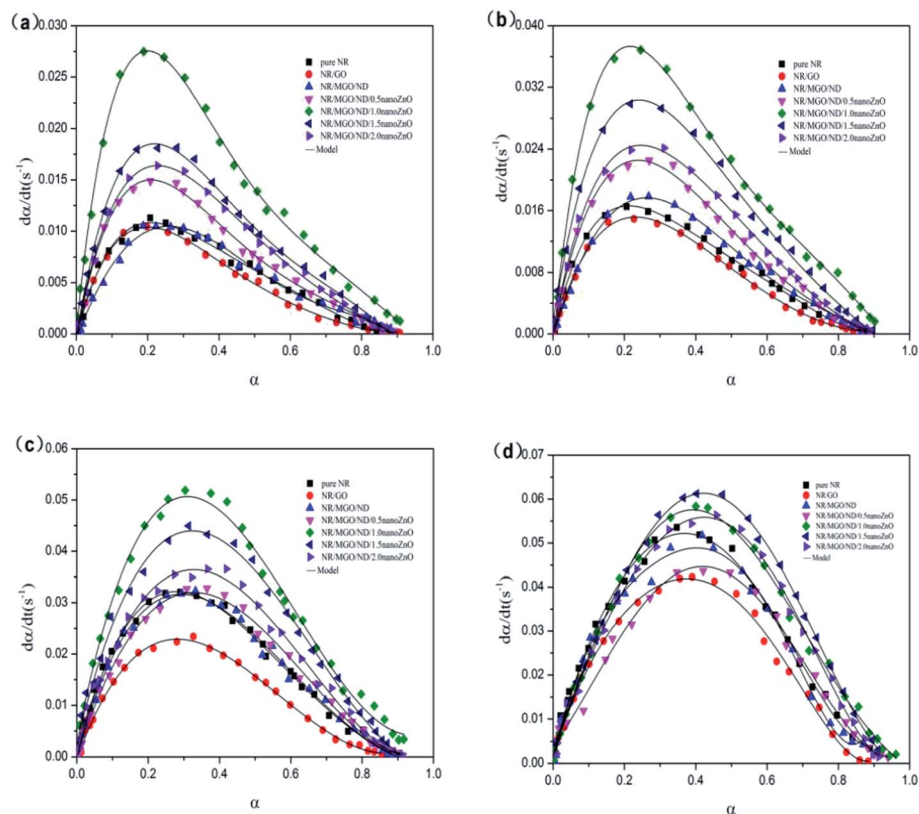 (a)
0.030
0.025
0.020
0.015
0.010
0.005
0.000
dα/dt(s⁻¹)
pure NR
NR/GO
NR/MGO/ND
NR/MGO/ND/0.5nanoZnO
NR/MGO/ND/1.0nanoZnO
NR/MGO/ND/1.5nanoZnO
NR/MGO/ND/2.0nanoZnO
Model
0.0 0.2 0.4 0.6 0.8 1.0
α
(b)
0.040
0.032
0.024
0.016
0.008
0.000
dα/dt(s⁻¹)
pure NR
NR/GO
NR/MGO/ND
NR/MGO/ND/0.5nanoZnO
NR/MGO/ND/1.0nanoZnO
NR/MGO/ND/1.5nanoZnO
NR/MGO/ND/2.0nanoZnO
Model
0.0 0.2 0.4 0.6 0.8 1.0
α
(c)
0.06
0.05
0.04
0.03
0.02
0.01
0.00
dα/dt(s⁻¹)
pure NR
NR/GO
NR/MGO/ND
NR/MGO/ND/0.5nanoZnO
NR/MGO/ND/1.0nanoZnO
NR/MGO/ND/1.5nanoZnO
NR/MGO/ND/2.0nanoZnO
Model
0.0 0.2 0.4 0.6 0.8 1.0
α
(d)
0.07
0.06
0.05
0.04
0.03
0.02
0.01
0.00
dα/dt(s⁻¹)
pure NR
NR/GO
NR/MGO/ND
NR/MGO/ND/0.5nanoZnO
NR/MGO/ND/1.0nanoZnO
NR/MGO/ND/1.5nanoZnO
NR/MGO/ND/2.0nanoZnO
Model
0.0 0.2 0.4 0.6 0.8 1.0
α